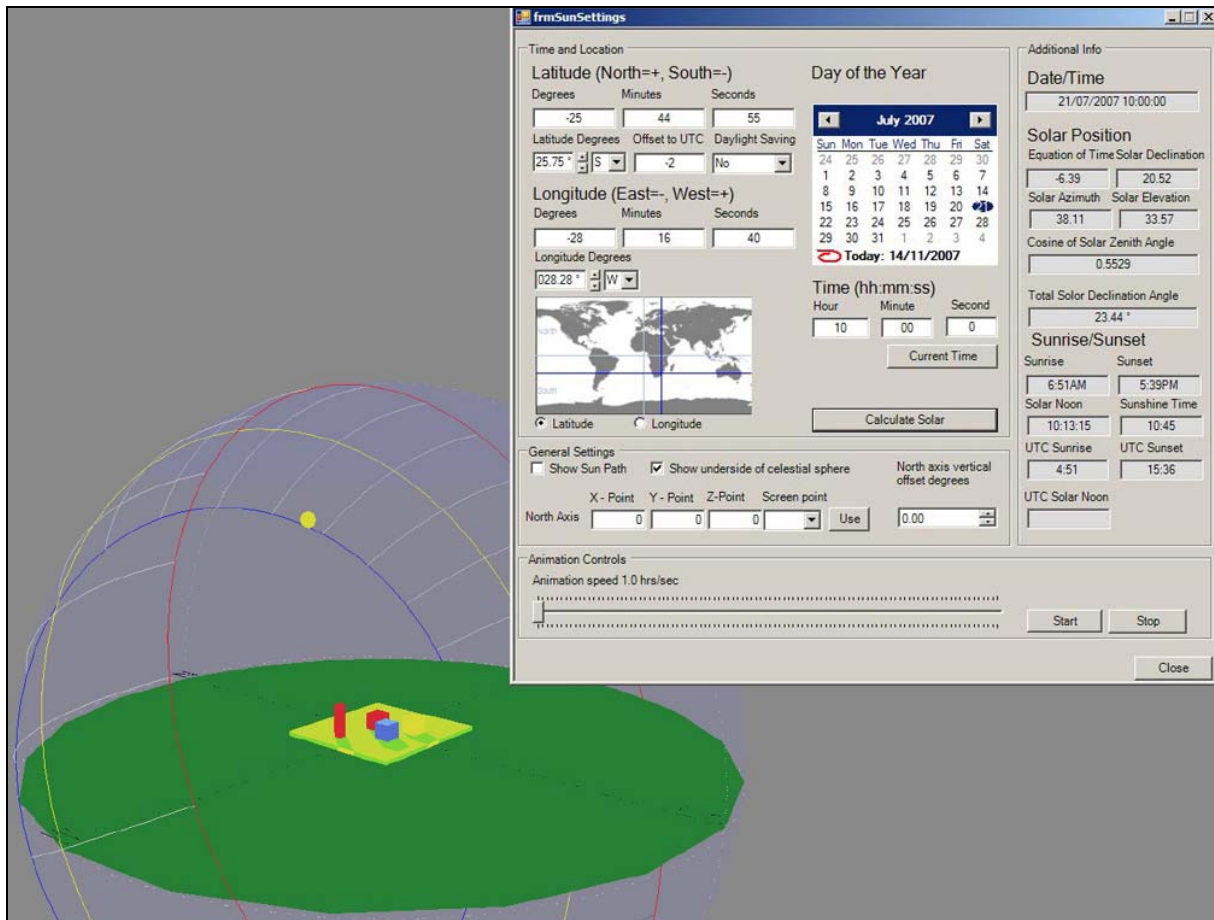 frmSunSettings
Time and Location
Latitude (North=+, South=-)
Degrees Minutes Seconds
-25 44 55
Latitude Degrees Offset to UTC Daylight Saving
25.75 ° S -2 No
Longitude (East=-, West=+)
Degrees Minutes Seconds
-28 16 40
Longitude Degrees
028.28 ° W
North
South
Latitude Longitude
Day of the Year
July 2007
Sun Mon Tue Wed Thu Fri Sat
24 25 26 27 28 29 30
1 2 3 4 5 6 7
8 9 10 11 12 13 14
15 16 17 18 19 20 21
22 23 24 25 26 27 28
29 30 31 1 2 3 4
Today: 14/11/2007
Time (hh:mm:ss)
Hour Minute Second
10 00 0
Current Time
Calculate Solar
General Settings
Show Sun Path Show underside of celestial sphere
North axis vertical
offset degrees
X - Point Y - Point Z-Point Screen point
North Axis 0 0 0 Use 0.00
Animation Controls
Animation speed 1.0 hrs/sec
Start Stop
Additional Info
Date/Time
21/07/2007 10:00:00
Solar Position
Equation of Time Solar Declination
-6.39 20.52
Solar Azimuth Solar Elevation
38.11 33.57
Cosine of Solar Zenith Angle
0.5529
Total Solor Declination Angle
23.44 °
Sunrise/Sunset
Sunrise Sunset
6:51AM 5:39PM
Solar Noon Sunshine Time
10:13:15 10:45
UTC Sunrise UTC Sunset
4:51 15:36
UTC Solar Noon
Close